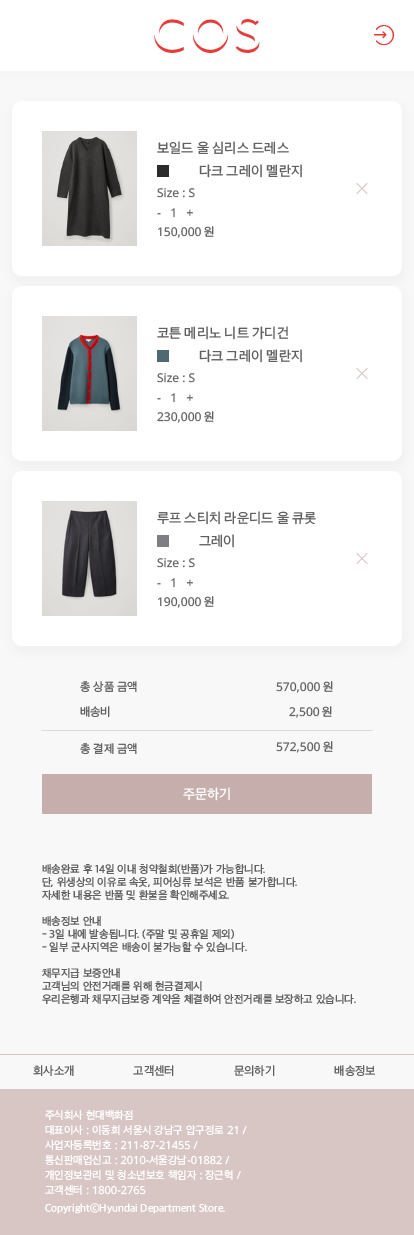 COS
보일드 울 심리스 드레스
다크 그레이 멜란지
Size : S
- 1 +
150,000 원
코튼 메리노 니트 가디건
다크 그레이 멜란지
Size : S
- 1 +
230,000 원
루프 스티치 라운디드 울 큐롯
그레이
Size : S
- 1 +
190,000 원
총 상품 금액 570,000 원
배송비 2,500 원
총 결제 금액 572,500 원
주문하기
배송완료 후 14일 이내 청약철회(반품)가 가능합니다.
단, 위생상의 이유로 속옷, 피어싱류 보석은 반품 불가합니다.
자세한 내용은 반품 및 환불을 확인해주세요.
배송정보 안내
- 3일 내에 발송됩니다. (주말 및 공휴일 제외)
- 일부 군사지역은 배송이 불가능할 수 있습니다.
채무지급 보증안내
고객님의 안전거래를 위해 현금결제시
우리은행과 채무지급보증 계약을 체결하여 안전거래를 보장하고 있습니다.
회사소개 고객센터 문의하기 배송정보
주식회사 현대백화점
대표이사 : 이동회 서울시 강남구 압구정로 21 /
사업자등록번호 : 211-87-21455 /
통신판매업신고 : 2010-서울강남-01882 /
개인정보관리 및 청소년보호 책임자 : 장근혁 /
고객센터 : 1800-2765
Copyright©Hyundai Department Store.